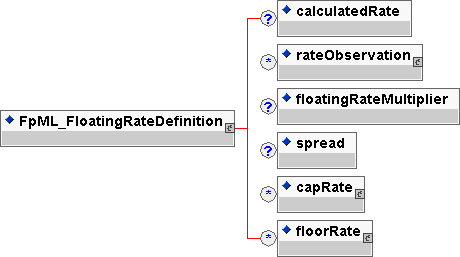 calculatedRate
rateObservation
floatingRateMultiplier
FpML_FloatingRateDefinition
spread
capRate
floorRate